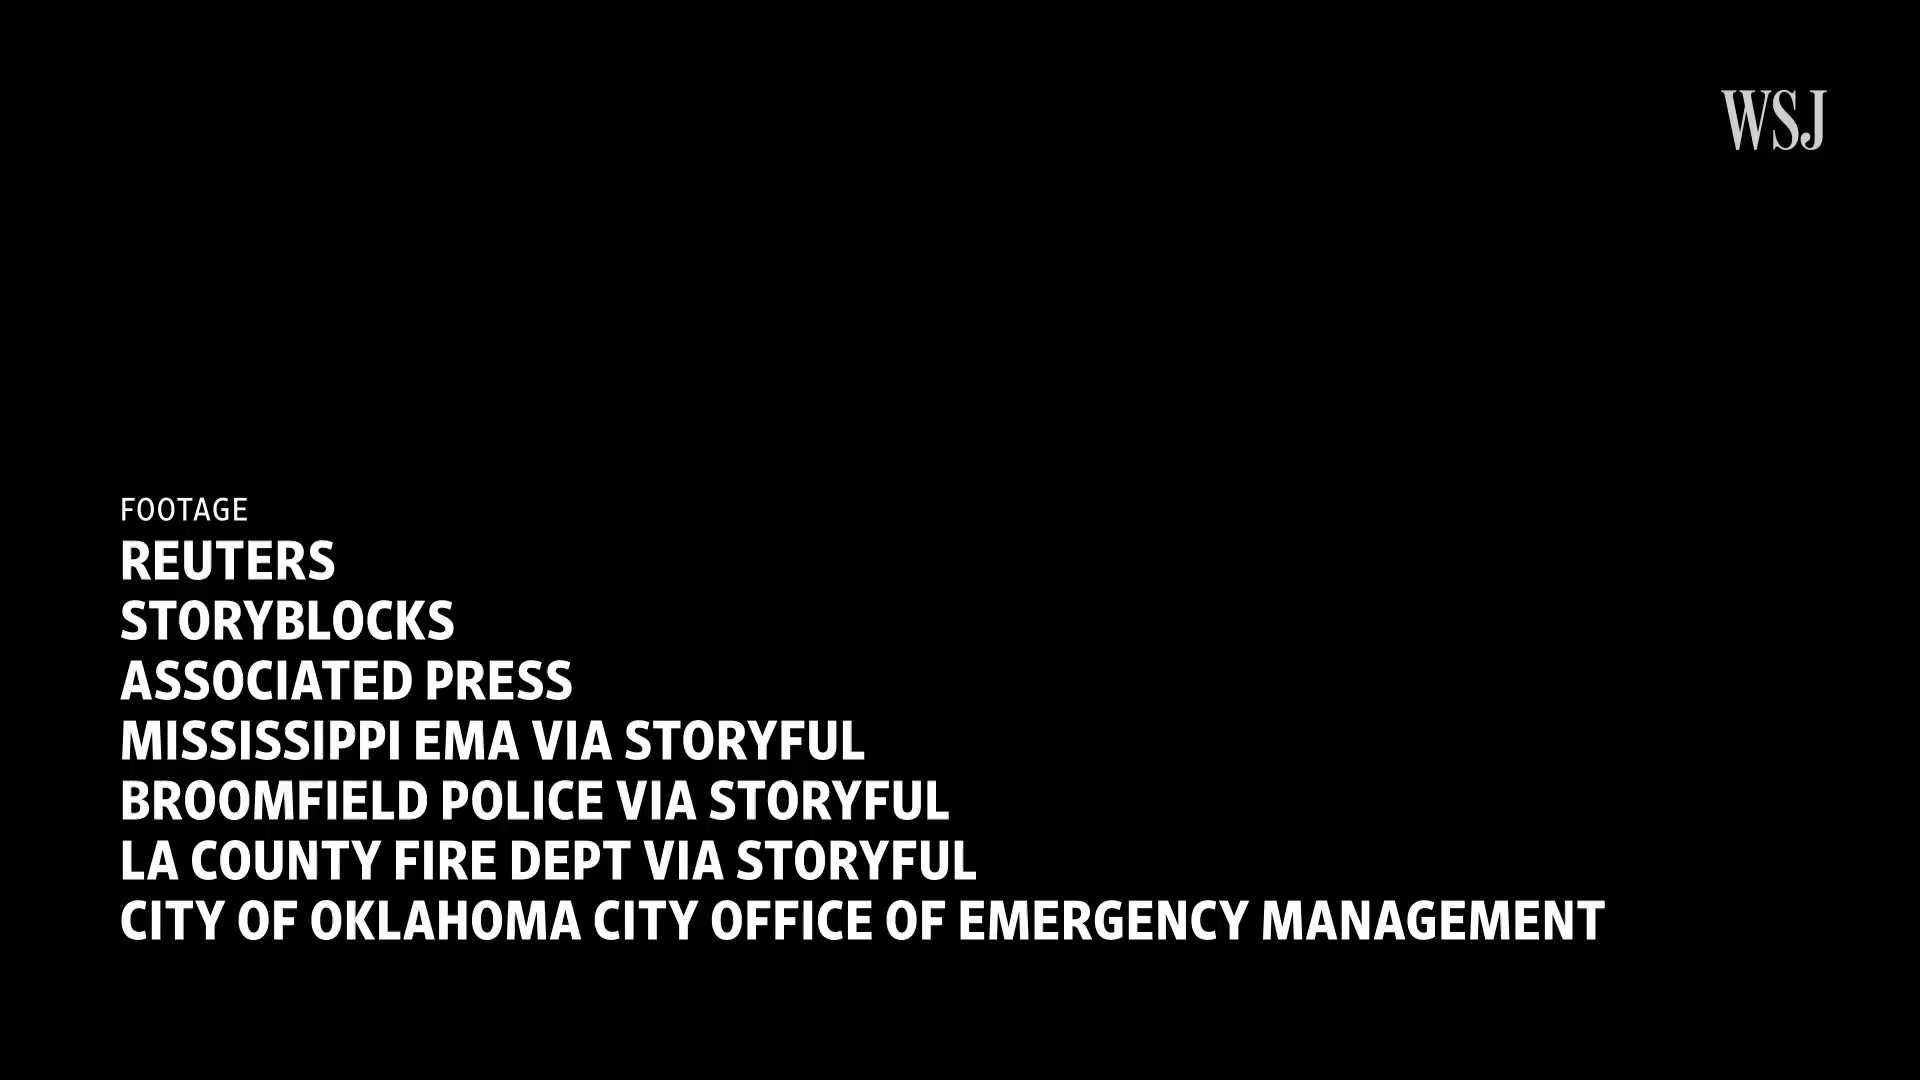 WSJ
FOOTAGE
REUTERS
STORYBLOCKS
ASSOCIATED PRESS
MISSISSIPPI EMA VIA STORYFUL
BROOMFIELD POLICE VIA STORYFUL
LA COUNTY FIRE DEPT VIA STORYFUL
CITY OF OKLAHOMA CITY OFFICE OF EMERGENCY MANAGEMENT